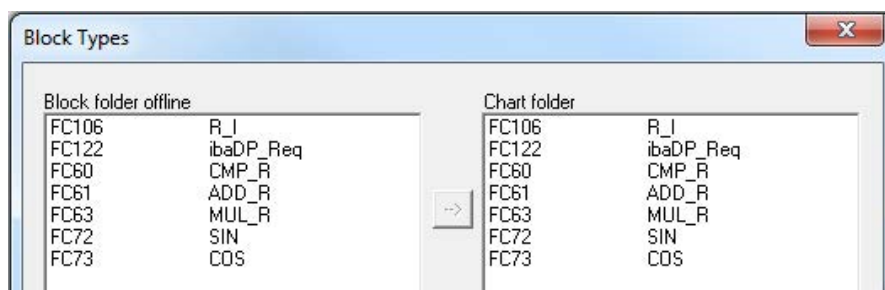 Block Types
Block folder offline
FC106 R_I
FC122 ibaDP_Req
FC60 CMP_R
FC61 ADD_R
FC63 MUL_R
FC72 SIN
FC73 COS
-->
Chart folder
FC106 R_I
FC122 ibaDP_Req
FC60 CMP_R
FC61 ADD_R
FC63 MUL_R
FC72 SIN
FC73 COS